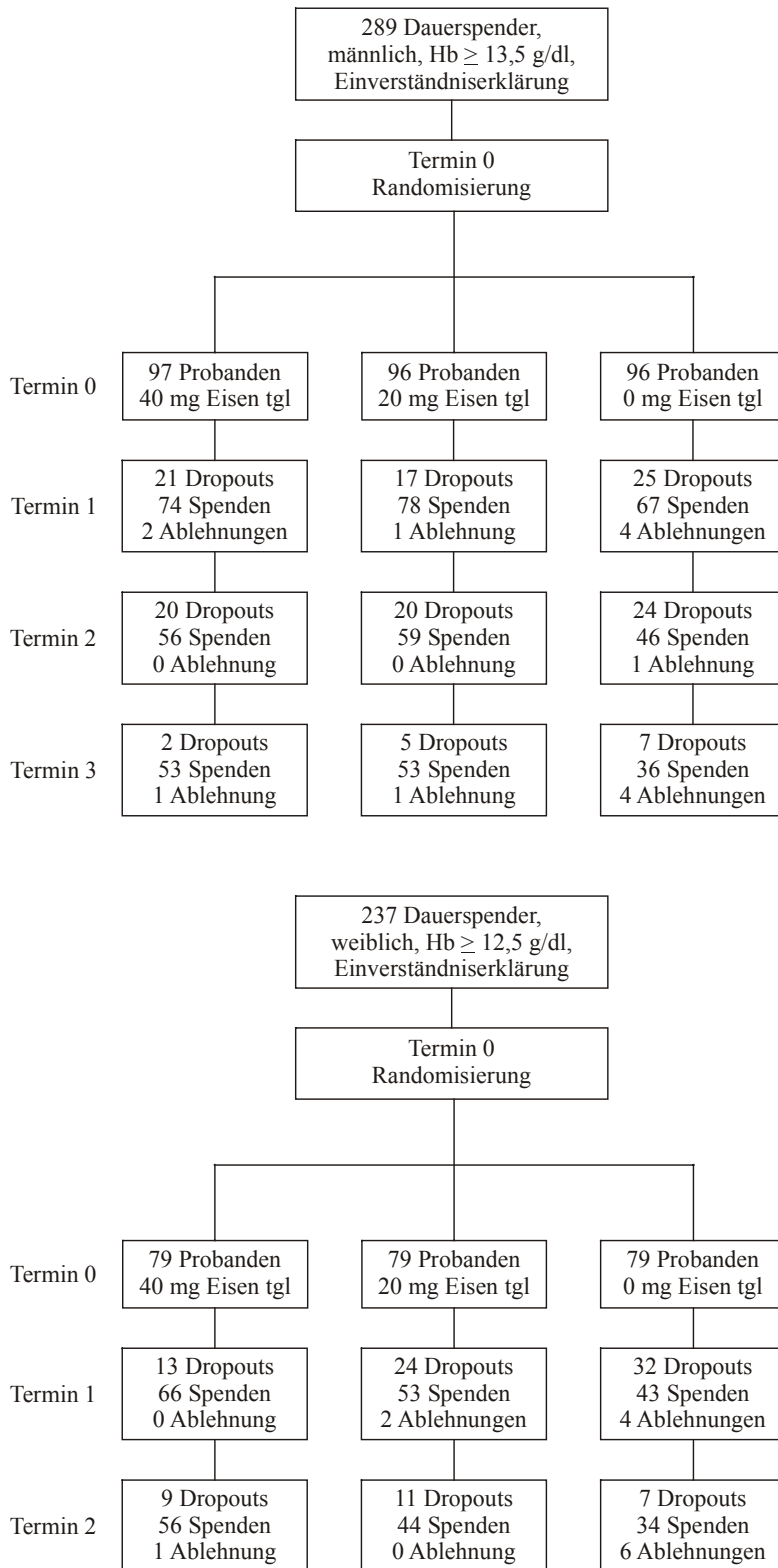 289 Dauerspender,
männlich, Hb ≥ 13,5 g/dl,
Einverständniserklärung
Termin 0
Randomisierung
Termin 0
97 Probanden
40 mg Eisen tgl
96 Probanden
20 mg Eisen tgl
96 Probanden
0 mg Eisen tgl
Termin 1
21 Dropouts
74 Spenden
2 Ablehnungen
17 Dropouts
78 Spenden
1 Ablehnung
25 Dropouts
67 Spenden
4 Ablehnungen
Termin 2
20 Dropouts
56 Spenden
0 Ablehnung
20 Dropouts
59 Spenden
0 Ablehnung
24 Dropouts
46 Spenden
1 Ablehnung
Termin 3
2 Dropouts
53 Spenden
1 Ablehnung
5 Dropouts
53 Spenden
1 Ablehnung
7 Dropouts
36 Spenden
4 Ablehnungen
237 Dauerspender,
weiblich, Hb ≥ 12,5 g/dl,
Einverständniserklärung
Termin 0
Randomisierung
Termin 0
79 Probanden
40 mg Eisen tgl
79 Probanden
20 mg Eisen tgl
79 Probanden
0 mg Eisen tgl
Termin 1
13 Dropouts
66 Spenden
0 Ablehnung
24 Dropouts
53 Spenden
2 Ablehnungen
32 Dropouts
43 Spenden
4 Ablehnungen
Termin 2
9 Dropouts
56 Spenden
1 Ablehnung
11 Dropouts
44 Spenden
0 Ablehnung
7 Dropouts
34 Spenden
6 Ablehnungen